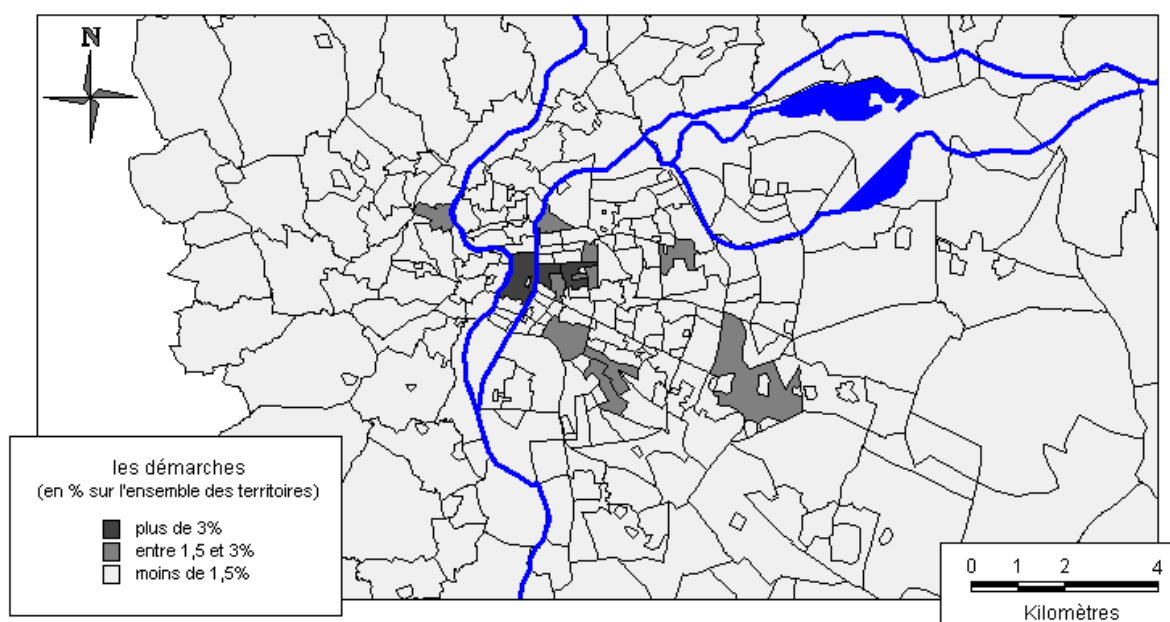 N
les démarches
(en % sur l'ensemble des territoires)
plus de 3%
entre 1,5 et 3%
moins de 1,5%
0 1 2 4
Kilomètres